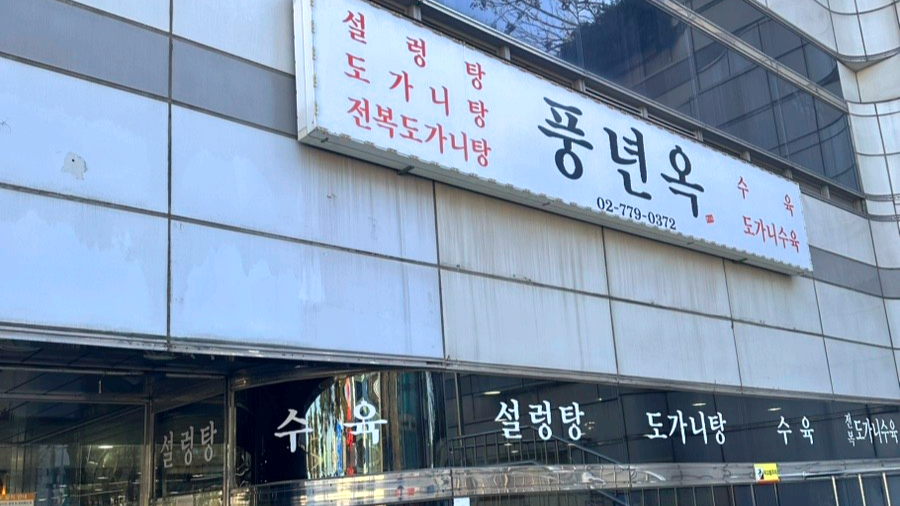 설렁탕
도가니탕
전복도가니탕
풍년옥
02-779-0372
수육
도가니수육
설렁탕
수육
설렁탕
도가니탕
수육
전복도가니수육